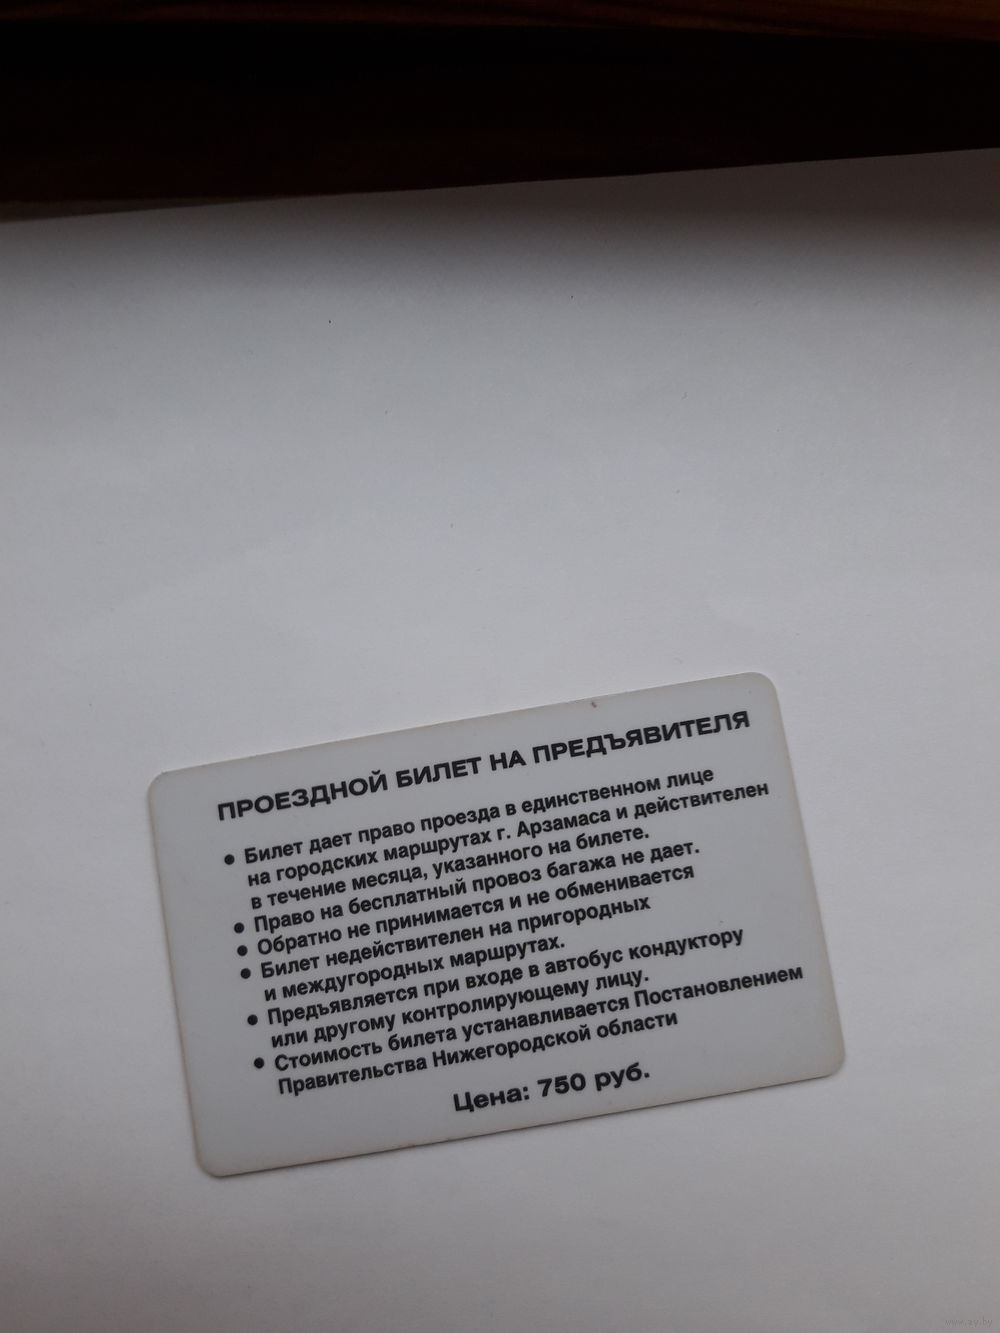 ПРОЕЗДНОЙ БИЛЕТ НА ПРЕДЪЯВИТЕЛЯ
• Билет дает право проезда в единственном лице
на городских маршрутах г. Арзамаса и действителен
в течение месяца, указанного на билете.
• Право на бесплатный провоз багажа не дает.
• Обратно не принимается и не обменивается
• Билет недействителен на пригородных
и междугородных маршрутах.
• Предъявляется при входе в автобус кондуктору
или другому контролирующему лицу.
• Стоимость билета устанавливается Постановлением
Правительства Нижегородской области
Цена: 750 руб.
www.ay.by